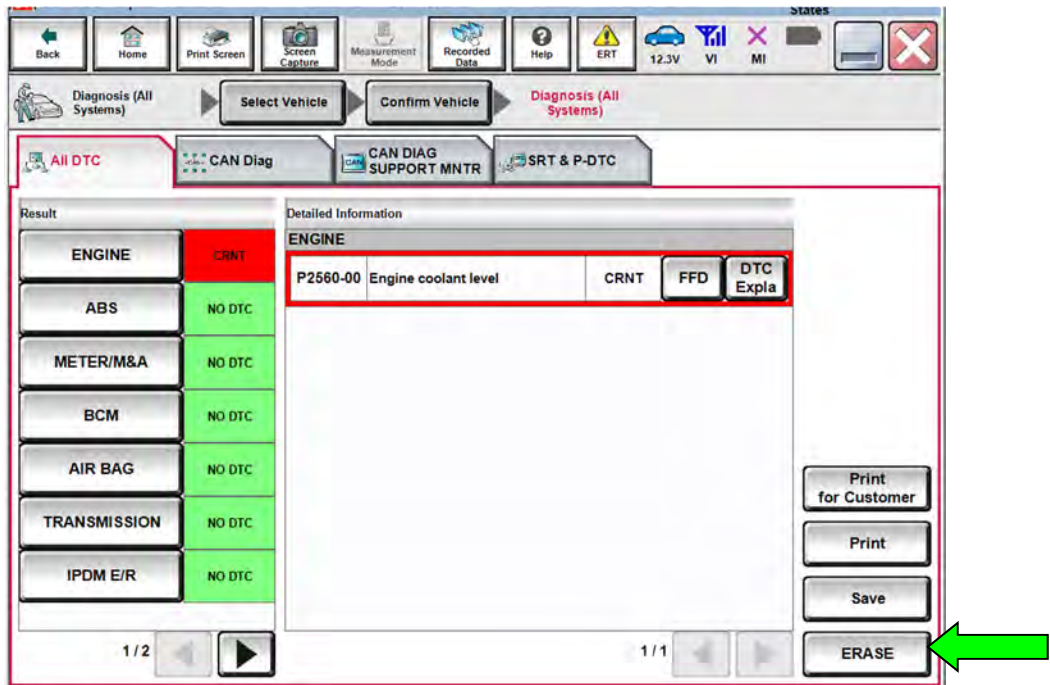 States
Back
Home
Print Screen
Screen
Capture
Measurement
Mode
Recorded
Data
Help
ERT
12.3V
VI
MI
Diagnosis (All
Systems)
Select Vehicle
Confirm Vehicle
Diagnosis (All
Systems)
All DTC
CAN Diag
CAN
CAN DIAG
SUPPORT MNTR
SRT & P-DTC
Result
Detailed Information
ENGINE
CRNT
ENGINE
P2560-00 Engine coolant level CRNT FFD
DTC
Expla
ABS NO DTC
METER/M&A NO DTC
BCM NO DTC
AIR BAG NO DTC
TRANSMISSION NO DTC
IPDM E/R NO DTC
Print
for Customer
Print
Save
1 / 2
1 / 1
ERASE